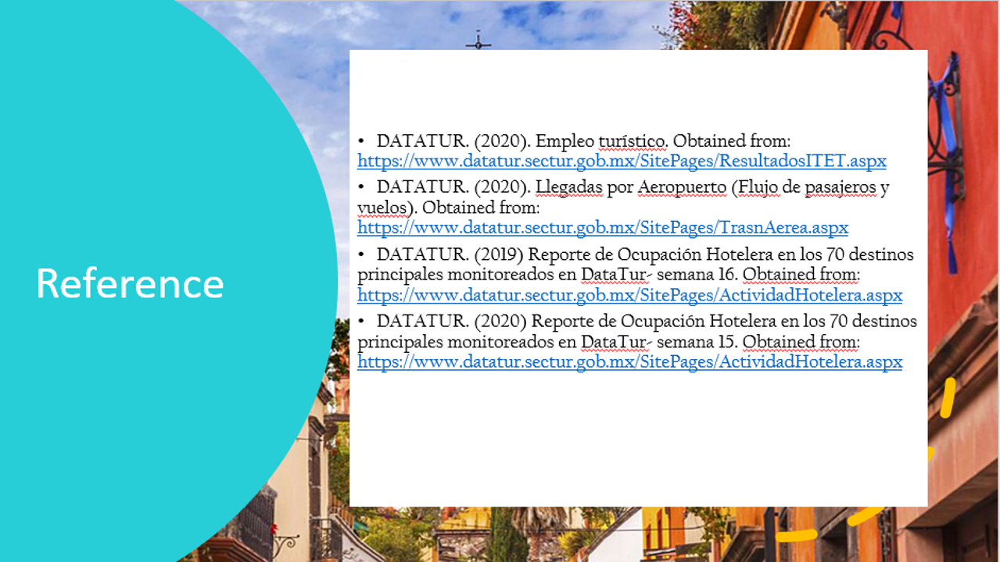 Reference
• DATATUR. (2020). Empleo turístico. Obtained from:
https://www.datatur.sectur.gob.mx/SitePages/ResultadosITET.aspx
• DATATUR. (2020). Llegadas por Aeropuerto (Flujo de pasajeros y
vuelos). Obtained from:
https://www.datatur.sectur.gob.mx/SitePages/TrasnAerea.aspx
• DATATUR. (2019) Reporte de Ocupación Hotelera en los 70 destinos
principales monitoreados en DataTur- semana 16. Obtained from:
https://www.datatur.sectur.gob.mx/SitePages/ActividadHotelera.aspx
• DATATUR. (2020) Reporte de Ocupación Hotelera en los 70 destinos
principales monitoreados en DataTur- semana 15. Obtained from:
https://www.datatur.sectur.gob.mx/SitePages/ActividadHotelera.aspx